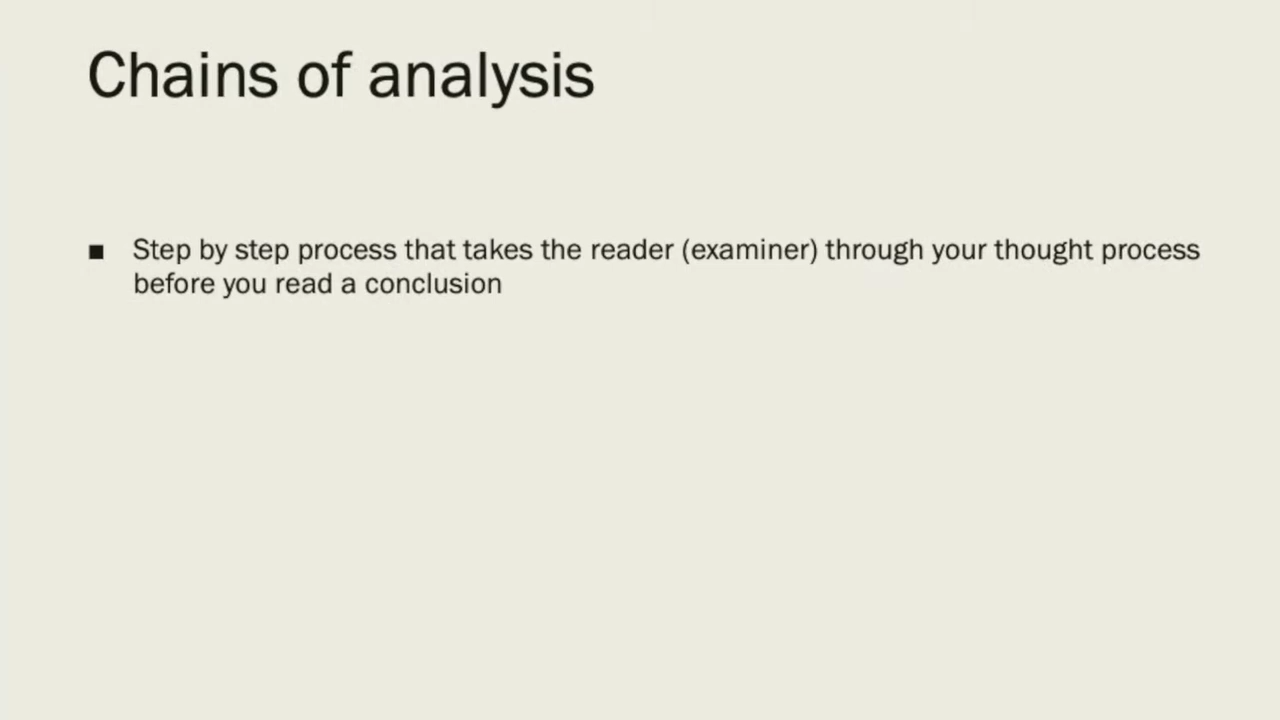 Chains of analysis
▪ Step by step process that takes the reader (examiner) through your thought process
before you read a conclusion